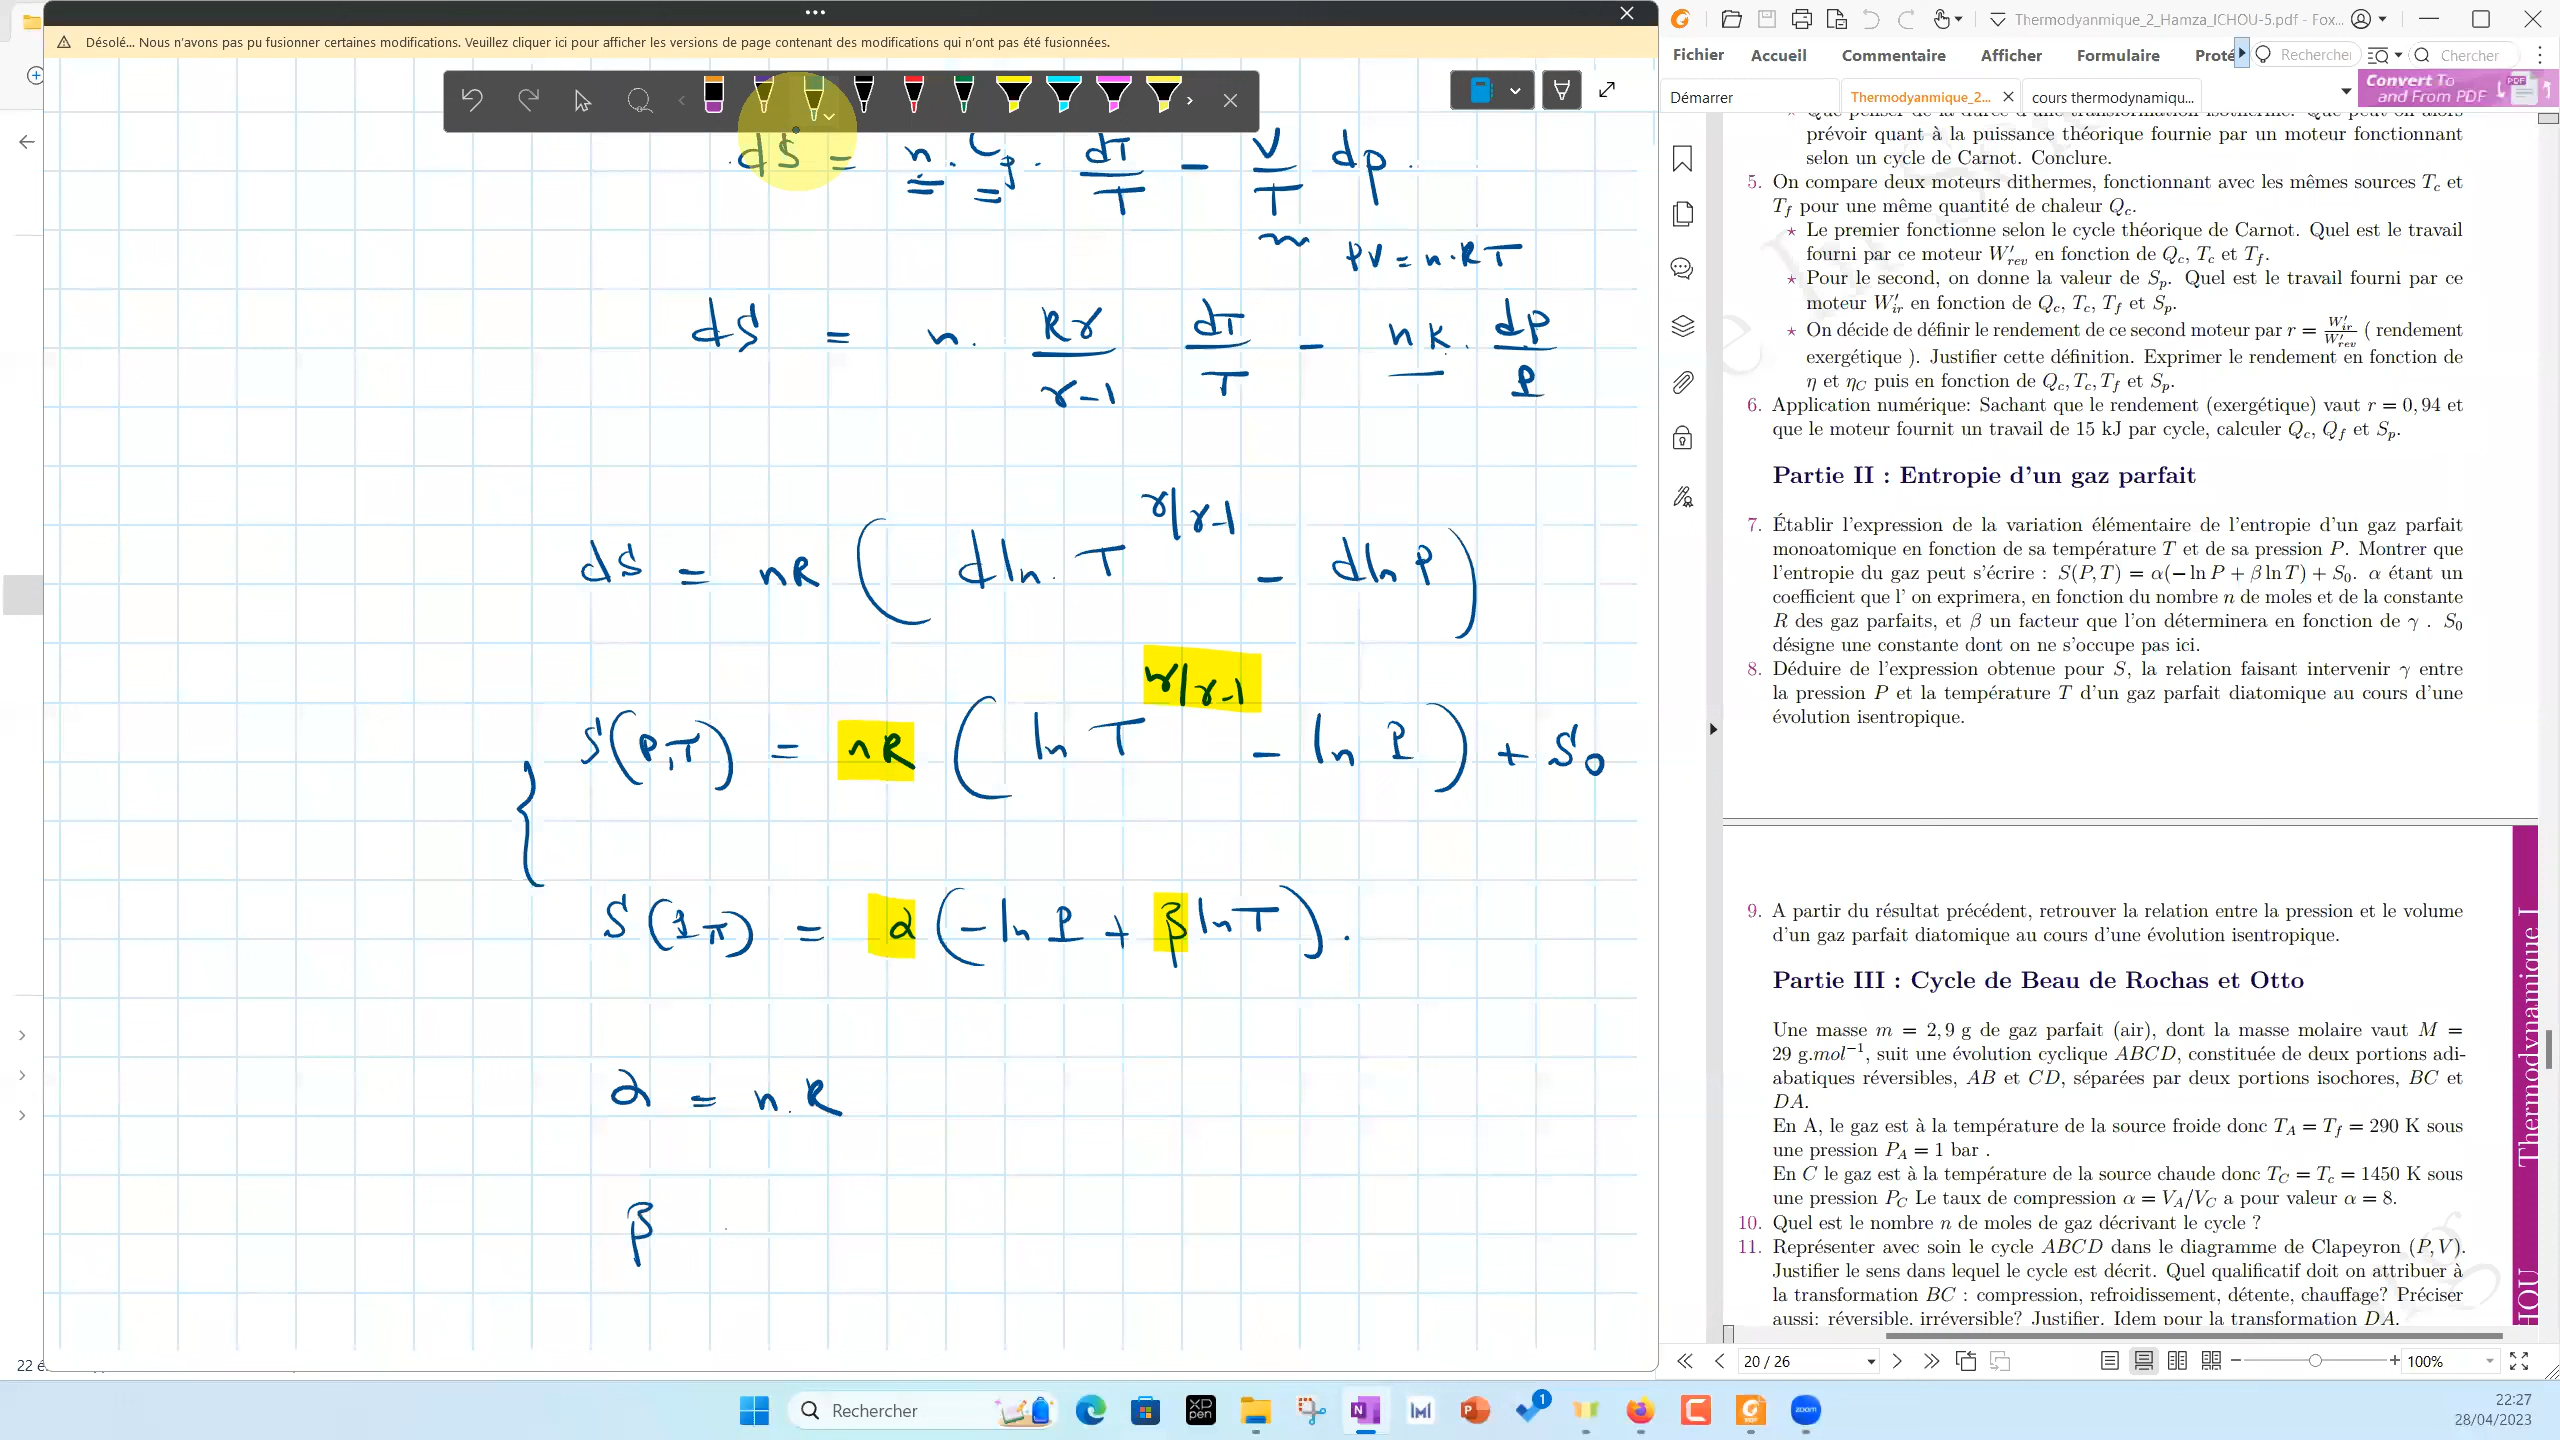 Désolé... Nous n'avons pas pu fusionner certaines modifications. Veuillez cliquer ici pour afficher les versions de page contenant des modifications qui n'ont pas été fusionnées.
dS = n. Cp. dT/T − V/T dp.
PV = n.RT
dS = n. Rγ/γ−1 dT/T − nR. dP/P
dS = nR ( dln. T^γ/γ−1 − dln P )
S(P,T) = nR ( ln T^γ/γ−1 − ln P ) + S0
S(P,T) = α (−ln P + β ln T).
α = n.R
β
22 é
Thermodyanmique_2_Hamza_ICHOU-5.pdf - Fox...
Fichier Accueil Commentaire Afficher Formulaire Proté Rechercher Chercher
Démarrer Thermodyanmique_2... cours thermodynamiqu...
Convert To
and From PDF
prévoir quant à la puissance théorique fournie par un moteur fonctionnant
selon un cycle de Carnot. Conclure.
5. On compare deux moteurs dithermes, fonctionnant avec les mêmes sources Tc et
Tf pour une même quantité de chaleur Qc.
⋆ Le premier fonctionne selon le cycle théorique de Carnot. Quel est le travail
fourni par ce moteur W′rev en fonction de Qc, Tc et Tf.
⋆ Pour le second, on donne la valeur de Sp. Quel est le travail fourni par ce
moteur W′ir en fonction de Qc, Tc, Tf et Sp.
⋆ On décide de définir le rendement de ce second moteur par r = W′ir/W′rev ( rendement
exergétique ). Justifier cette définition. Exprimer le rendement en fonction de
η et ηC puis en fonction de Qc, Tc, Tf et Sp.
6. Application numérique: Sachant que le rendement (exergétique) vaut r = 0, 94 et
que le moteur fournit un travail de 15 kJ par cycle, calculer Qc, Qf et Sp.
Partie II : Entropie d'un gaz parfait
7. Établir l'expression de la variation élémentaire de l'entropie d'un gaz parfait
monoatomique en fonction de sa température T et de sa pression P. Montrer que
l'entropie du gaz peut s'écrire : S(P, T) = α(− ln P + β ln T) + S0. α étant un
coefficient que l' on exprimera, en fonction du nombre n de moles et de la constante
R des gaz parfaits, et β un facteur que l'on déterminera en fonction de γ . S0
désigne une constante dont on ne s'occupe pas ici.
8. Déduire de l'expression obtenue pour S, la relation faisant intervenir γ entre
la pression P et la température T d'un gaz parfait diatomique au cours d'une
évolution isentropique.
9. A partir du résultat précédent, retrouver la relation entre la pression et le volume
d'un gaz parfait diatomique au cours d'une évolution isentropique.
Partie III : Cycle de Beau de Rochas et Otto
Une masse m = 2, 9 g de gaz parfait (air), dont la masse molaire vaut M =
29 g.mol−1, suit une évolution cyclique ABCD, constituée de deux portions adi-
abatiques réversibles, AB et CD, séparées par deux portions isochores, BC et
DA.
En A, le gaz est à la température de la source froide donc TA = Tf = 290 K sous
une pression PA = 1 bar .
En C le gaz est à la température de la source chaude donc TC = Tc = 1450 K sous
une pression PC Le taux de compression α = VA/VC a pour valeur α = 8.
10. Quel est le nombre n de moles de gaz décrivant le cycle ?
11. Représenter avec soin le cycle ABCD dans le diagramme de Clapeyron (P, V).
Justifier le sens dans lequel le cycle est décrit. Quel qualificatif doit on attribuer à
la transformation BC : compression, refroidissement, détente, chauffage? Préciser
aussi: réversible, irréversible? Justifier. Idem pour la transformation DA.
Thermodynamique I
HOU
20 / 26
100%
Rechercher
1
zoom
22:27
28/04/2023